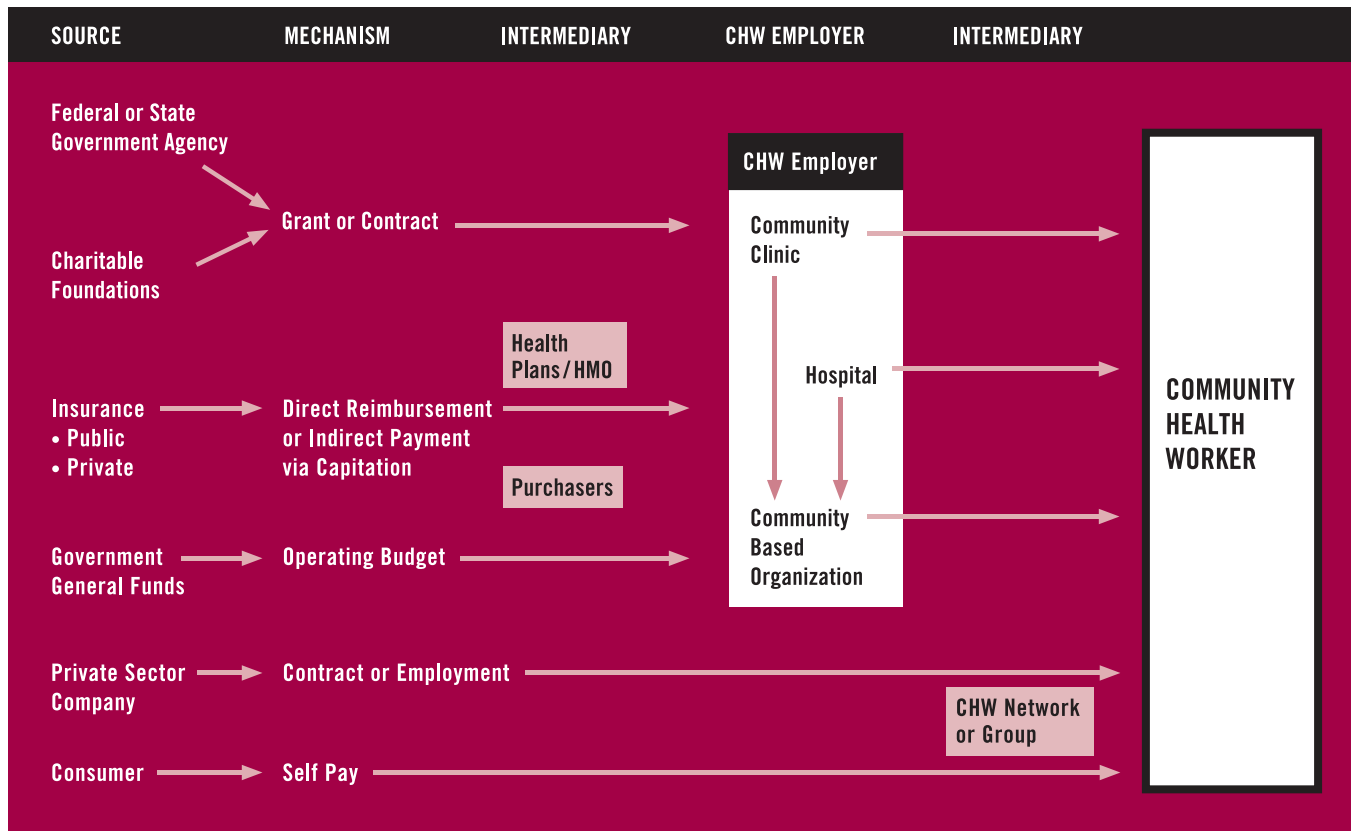 SOURCE
MECHANISM
INTERMEDIARY
CHW EMPLOYER
INTERMEDIARY
Federal or State
Government Agency
Charitable
Foundations
Grant or Contract
CHW Employer
Community
Clinic
Hospital
Community
Based
Organization
Health
Plans/HMO
Insurance
• Public
• Private
Direct Reimbursement
or Indirect Payment
via Capitation
Purchasers
Government
General Funds
Operating Budget
Private Sector
Company
Contract or Employment
CHW Network
or Group
Consumer
Self Pay
COMMUNITY
HEALTH
WORKER